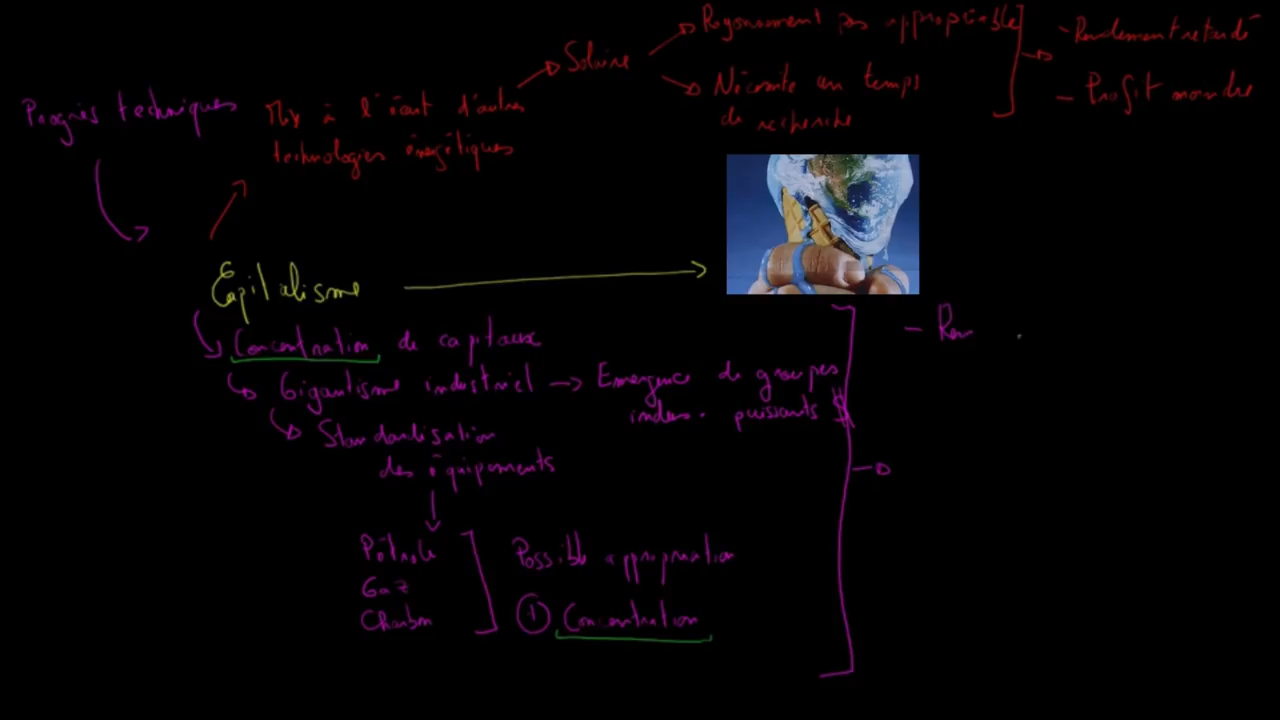 Progrès techniques
Mis à l'écart d'autres
technologies énergétiques
Solaire
Rayonnement pas appropriable
Nécessite un temps
de recherche
- Rendement retardé
- Profit moindre
Capitalisme
Concentration de capitaux
Gigantisme industriel → Emergence de groupes
indus. puissants $
Standardisation
des équipements
Pétrole
Gaz
Charbon
Possible appropriation
+ Concentration
- Ren